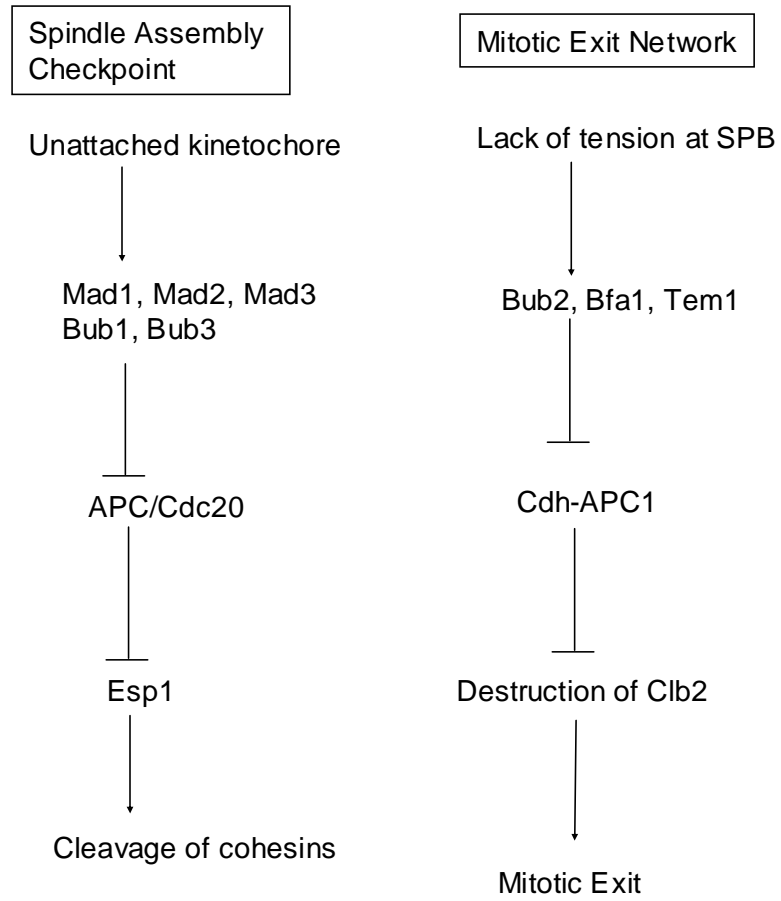 Spindle Assembly
Checkpoint
Unattached kinetochore
Mad1, Mad2, Mad3
Bub1, Bub3
APC/Cdc20
Esp1
Cleavage of cohesins
Mitotic Exit Network
Lack of tension at SPB
Bub2, Bfa1, Tem1
Cdh-APC1
Destruction of Clb2
Mitotic Exit